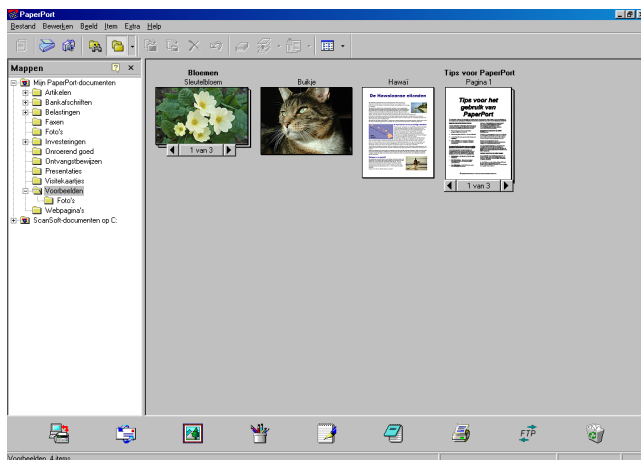 PaperPort
Bestand Bewerken Beeld Item Extra Help
Mappen
Mijn PaperPort-documenten
Artikelen
Bankafschriften
Belastingen
Faxen
Foto's
Investeringen
Onroerend goed
Ontvangstbewijzen
Presentaties
Visitekaartjes
Voorbeelden
Foto's
Webpagina's
ScanSoft-documenten op C:
Bloemen
Sleutelbloem
1 van 3
Buikje
Hawaï
De Hawaïaanse eilanden
Tips voor PaperPort
Pagina 1
Tips voor het
gebruik van
PaperPort
1 van 3
FTP
Voorbeelden, 4 items